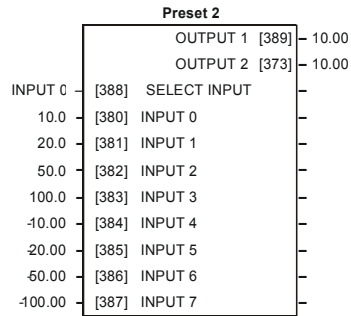 Preset 2
OUTPUT 1 [389] – 10.00
OUTPUT 2 [373] – 10.00
INPUT 0 – [388] SELECT INPUT –
10.0 – [380] INPUT 0 –
20.0 – [381] INPUT 1 –
50.0 – [382] INPUT 2 –
100.0 – [383] INPUT 3 –
-10.00 – [384] INPUT 4 –
-20.00 – [385] INPUT 5 –
-50.00 – [386] INPUT 6 –
-100.00 – [387] INPUT 7 –